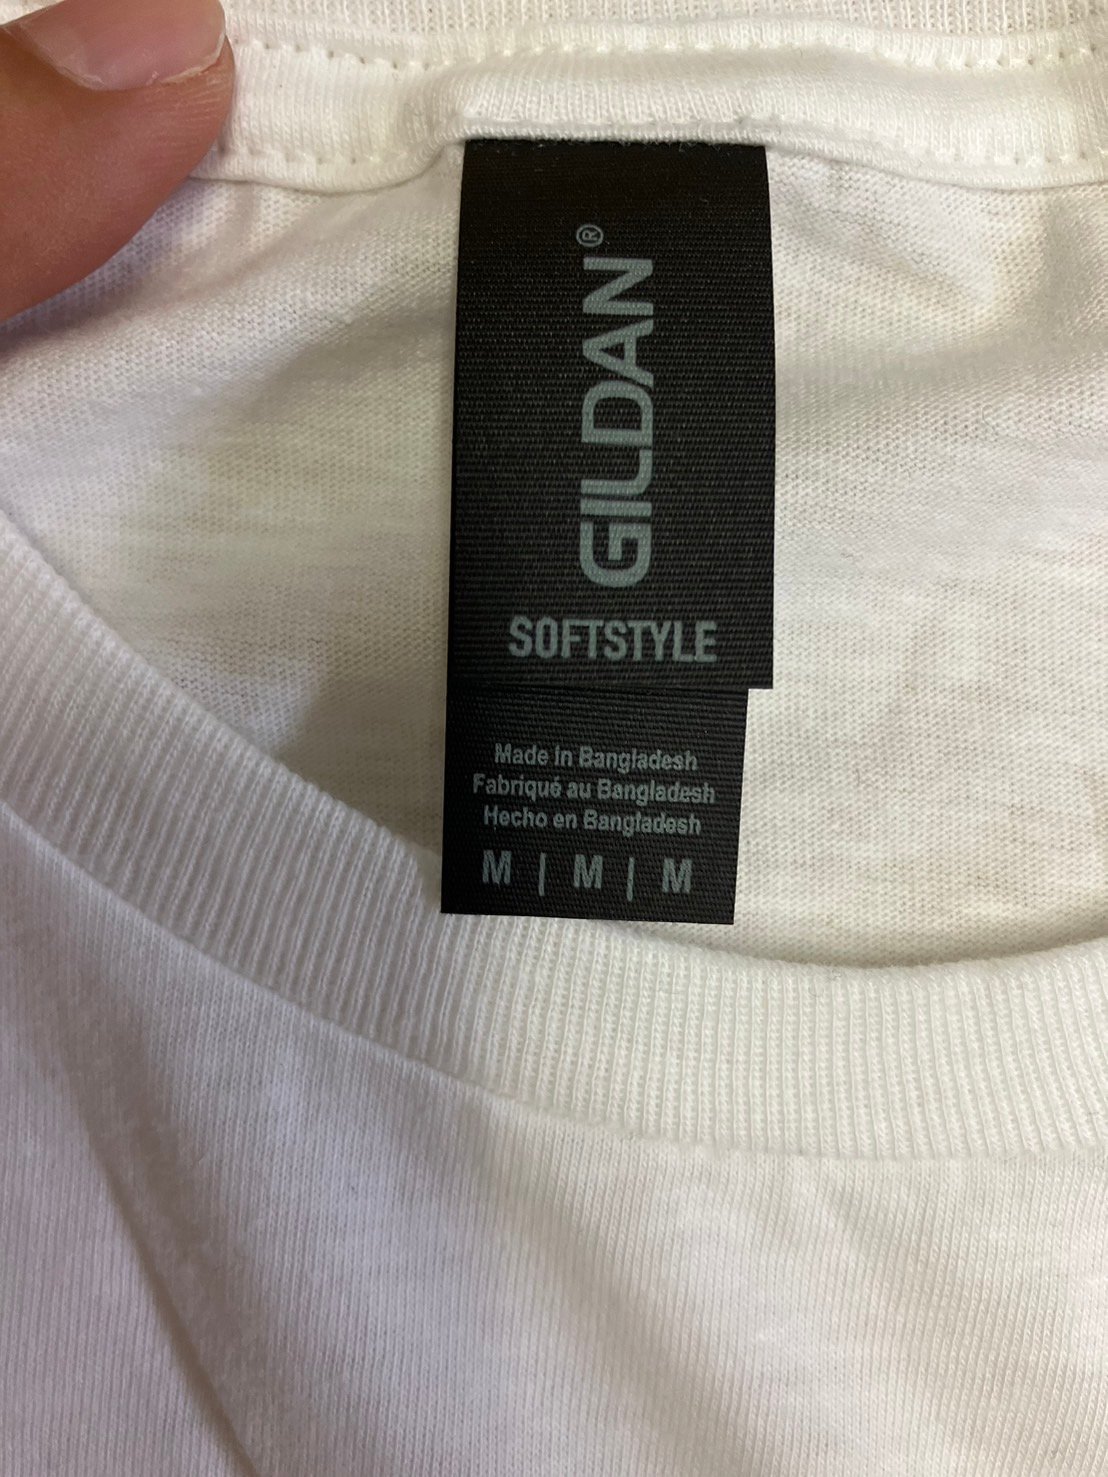 GILDAN®
SOFTSTYLE
Made in Bangladesh
Fabriqué au Bangladesh
Hecho en Bangladesh
M | M | M